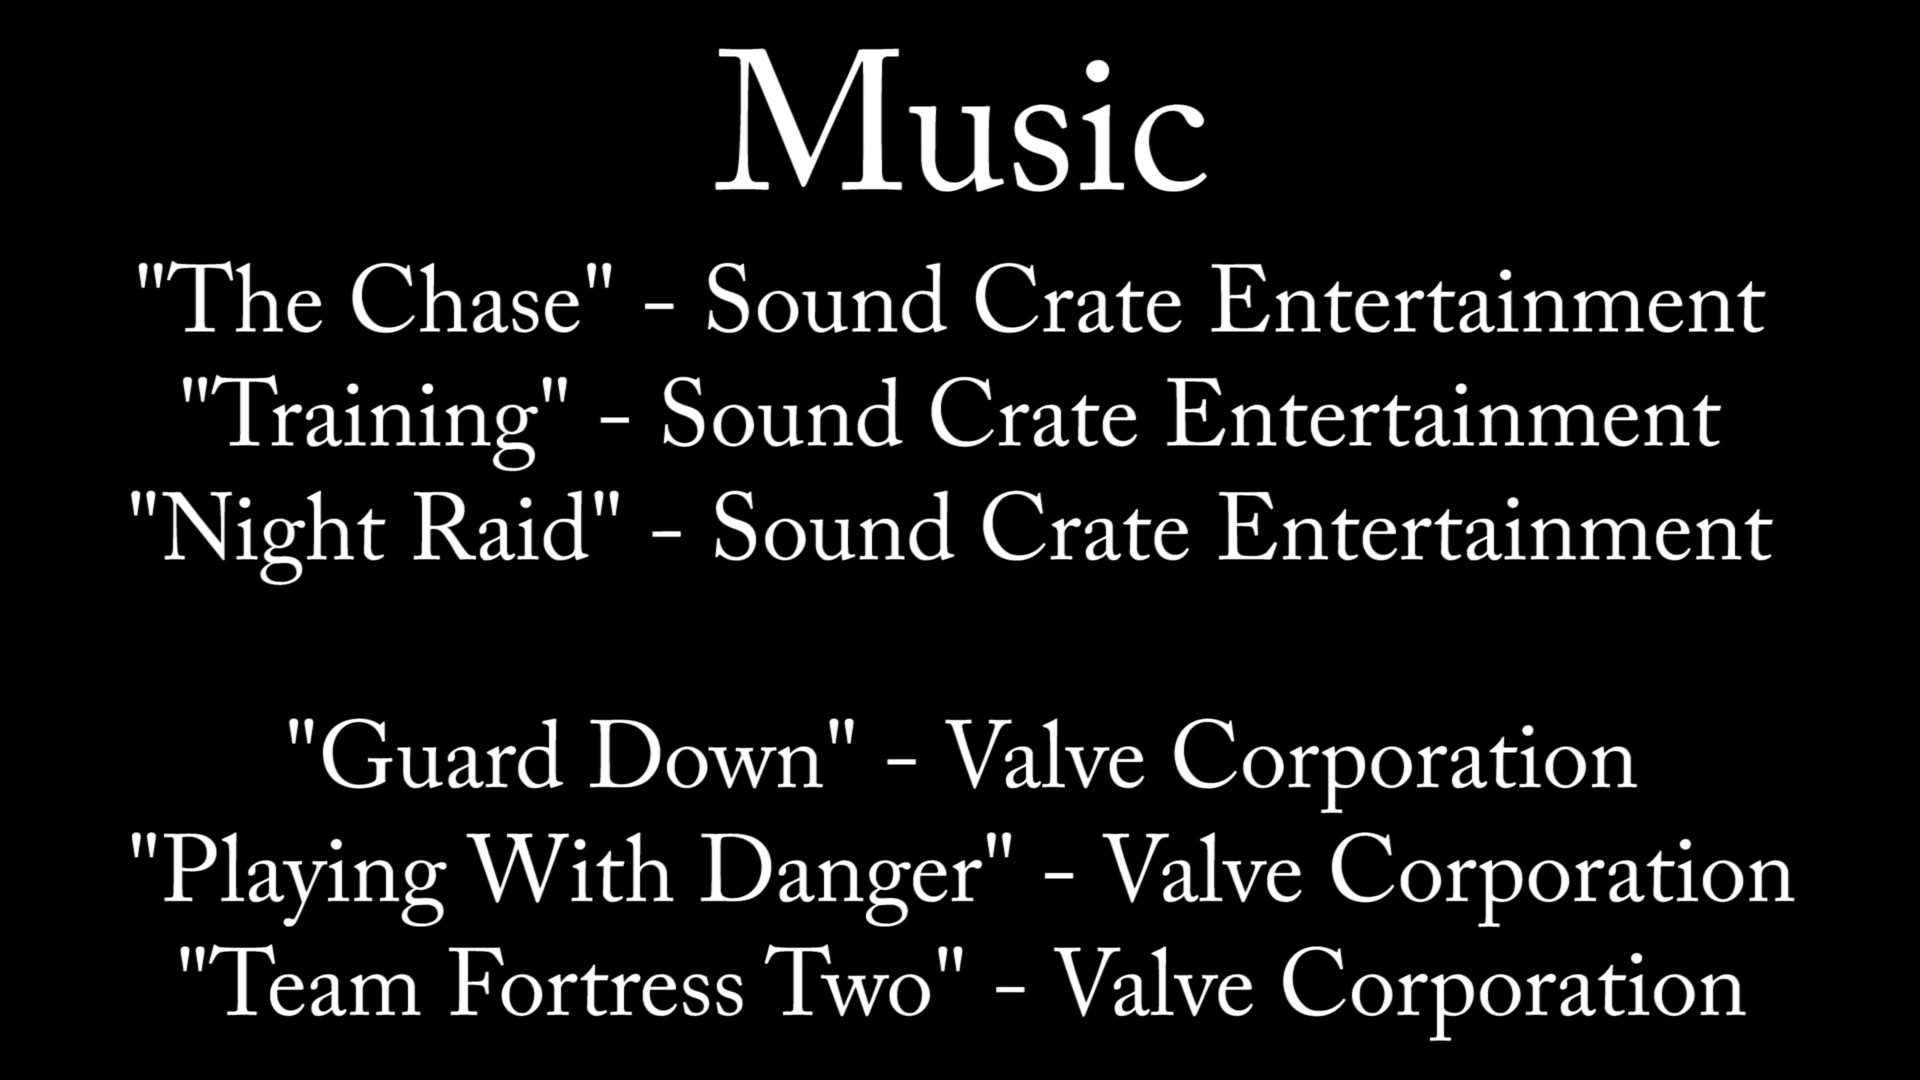 Music
"The Chase" - Sound Crate Entertainment
"Training" - Sound Crate Entertainment
"Night Raid" - Sound Crate Entertainment
"Guard Down" - Valve Corporation
"Playing With Danger" - Valve Corporation
"Team Fortress Two" - Valve Corporation